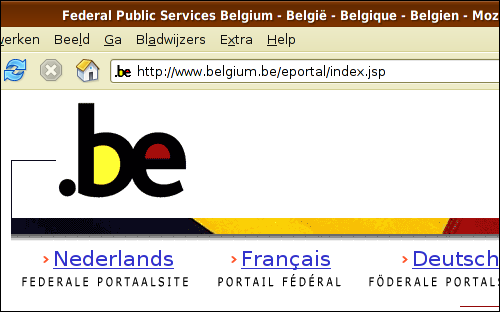 Federal Public Services Belgium - België - Belgique - Belgien - Moz
werken Beeld Ga Bladwijzers Extra Help
.be http://www.belgium.be/eportal/index.jsp
.be
Nederlands Français Deutsch
FEDERALE PORTAALSITE PORTAIL FÉDÉRAL FÖDERALE PORTALS